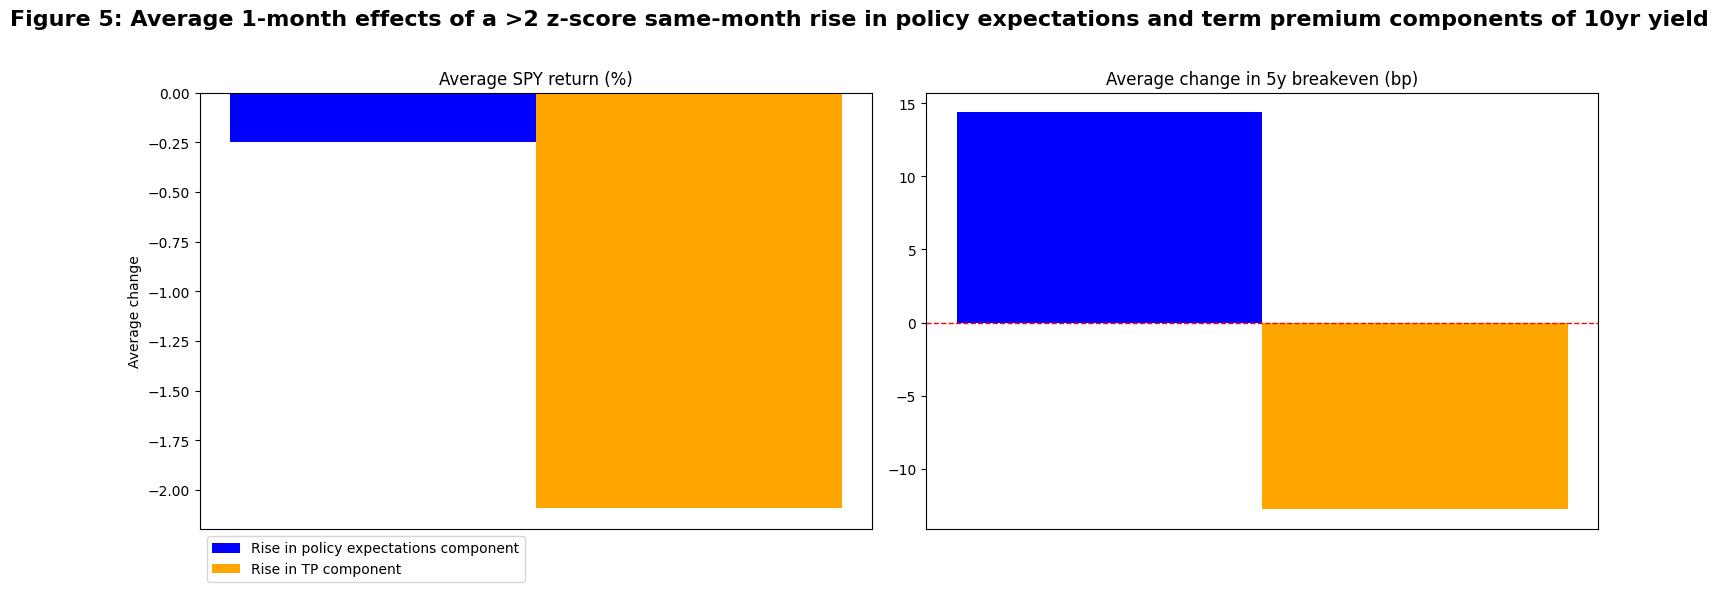 Figure 5: Average 1-month effects of a >2 z-score same-month rise in policy expectations and term premium components of 10yr yield
Average SPY return (%)
Average change
0.00
−0.25
−0.50
−0.75
−1.00
−1.25
−1.50
−1.75
−2.00
Rise in policy expectations component
Rise in TP component
Average change in 5y breakeven (bp)
15
10
5
0
−5
−10